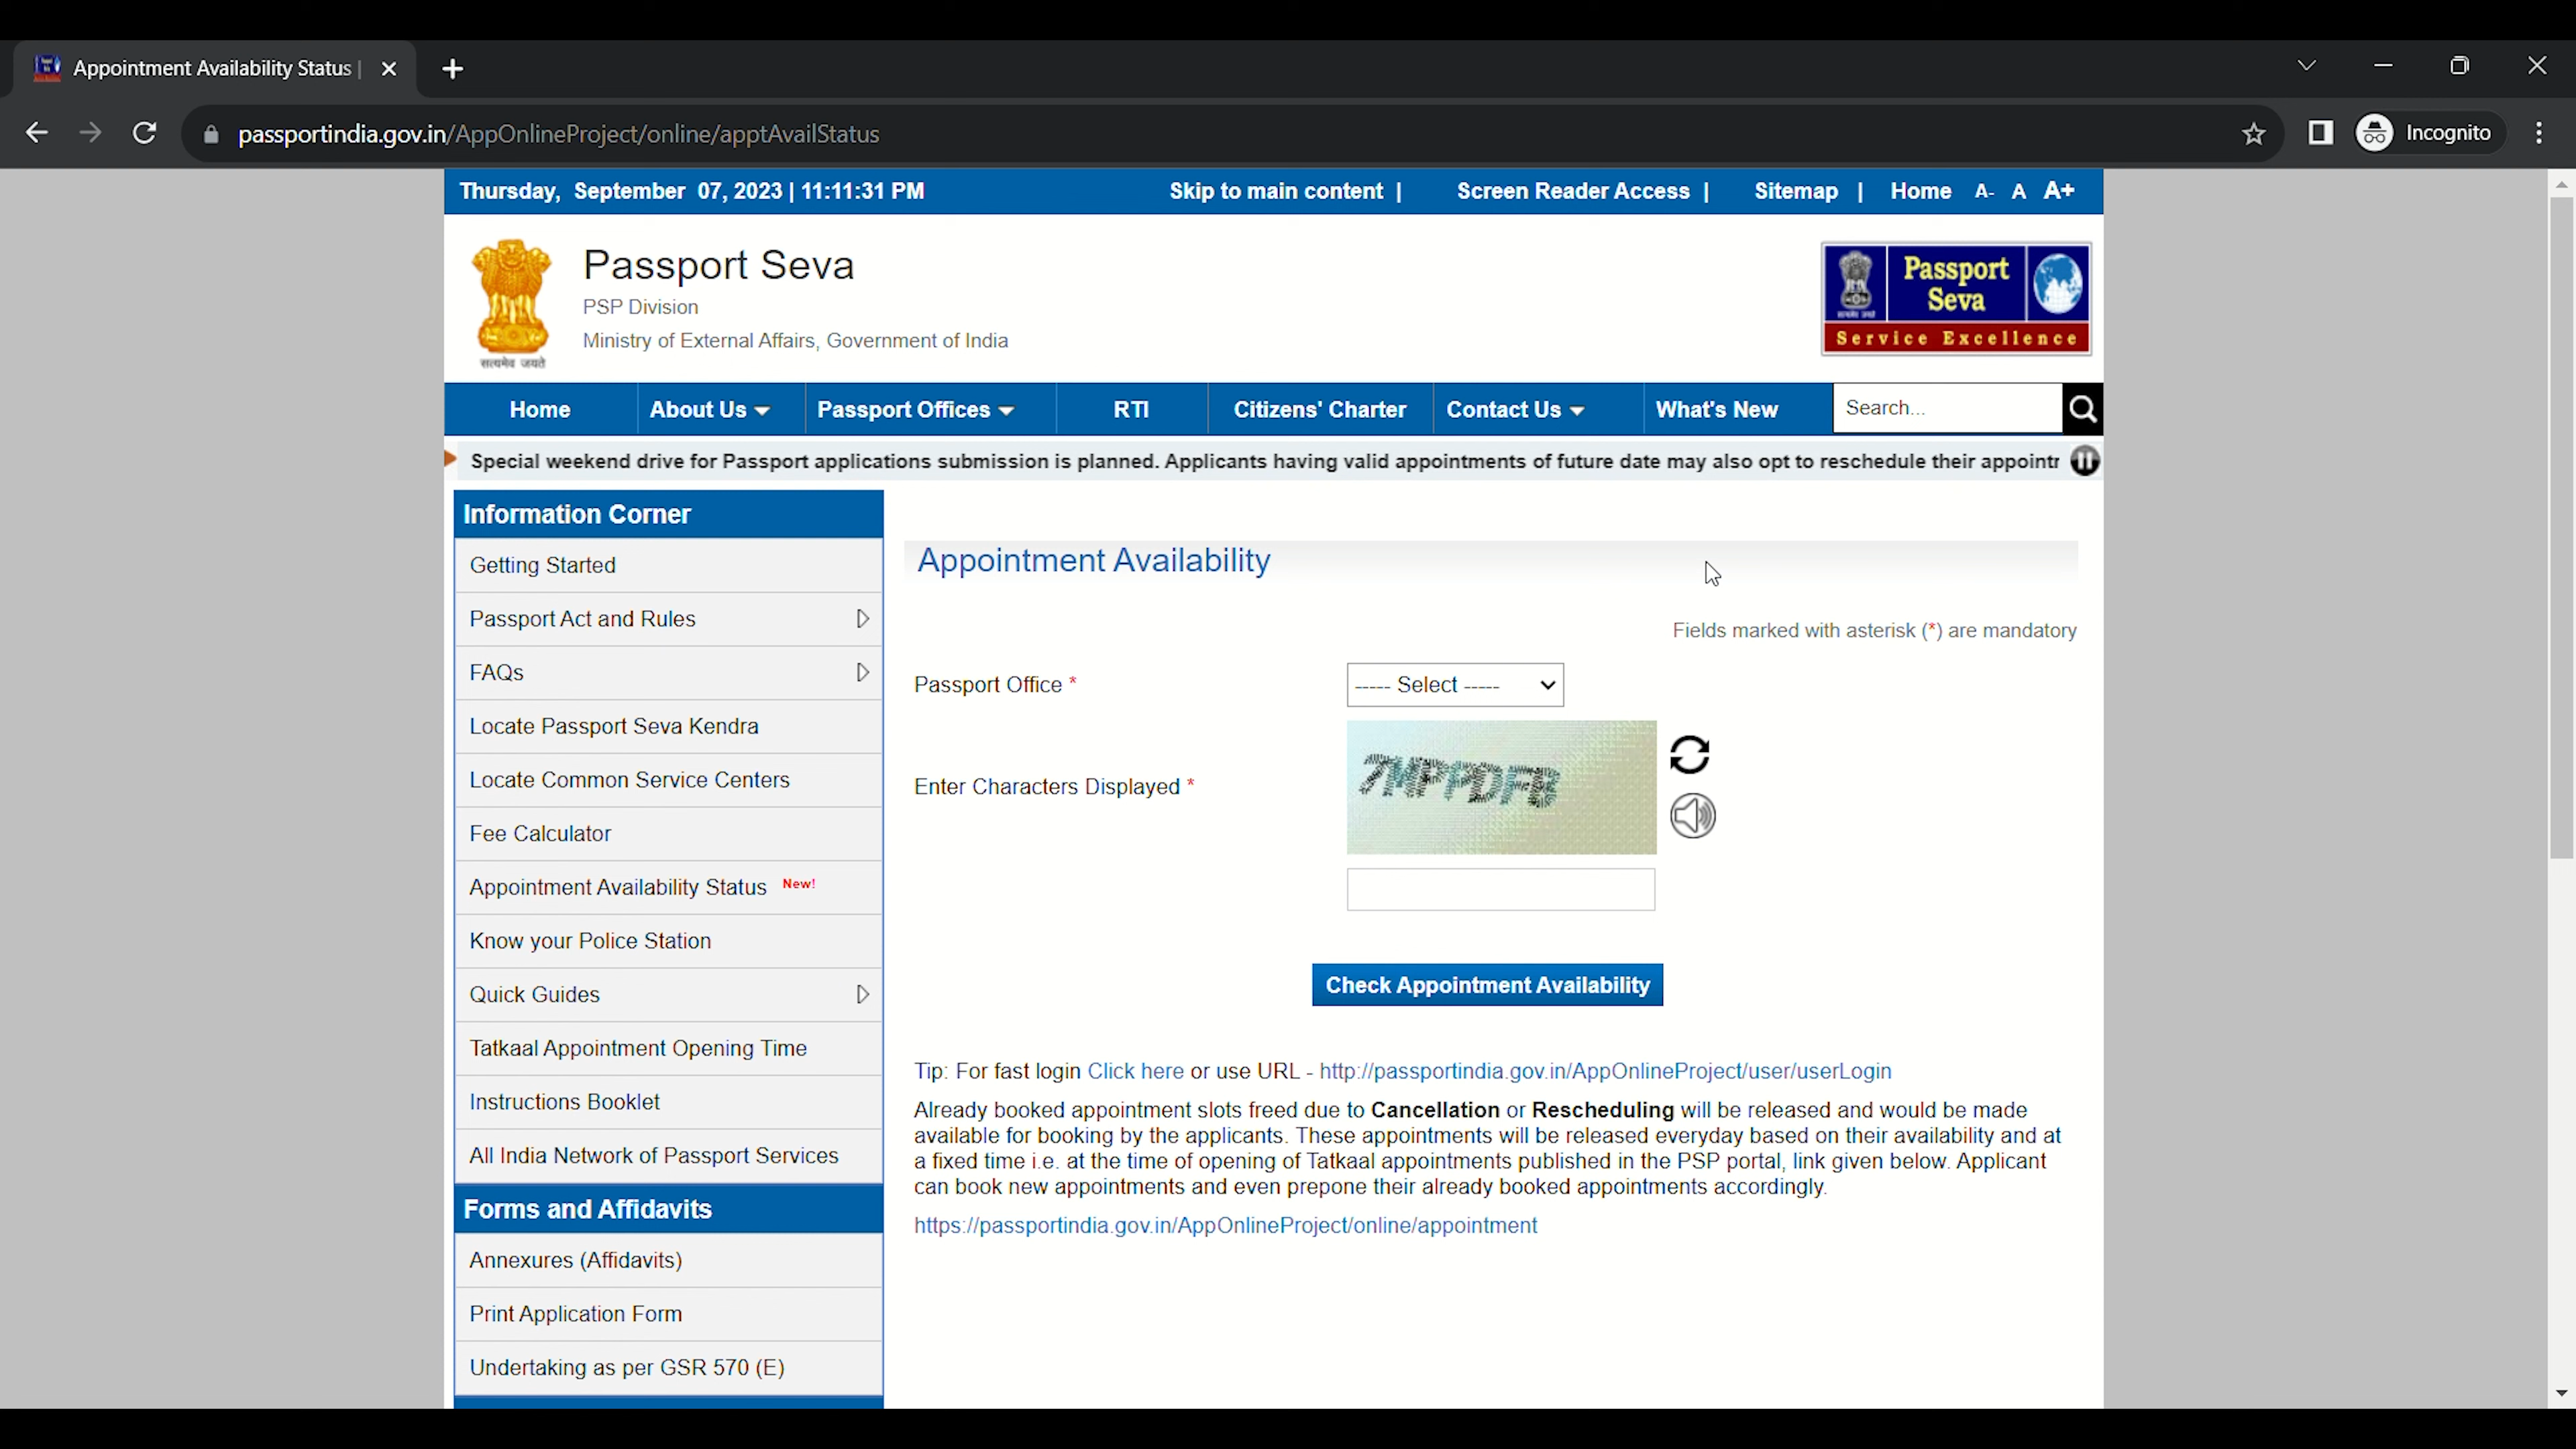 Appointment Availability Status |
passportindia.gov.in/AppOnlineProject/online/apptAvailStatus
Incognito
Thursday, September 07, 2023 | 11:11:31 PM
Skip to main content |
Screen Reader Access |
Sitemap |
Home
A-
A
A+
सत्यमेव जयते
Passport Seva
PSP Division
Ministry of External Affairs, Government of India
Passport
Seva
Service Excellence
Home
About Us
Passport Offices
RTI
Citizens' Charter
Contact Us
What's New
Search...
Special weekend drive for Passport applications submission is planned. Applicants having valid appointments of future date may also opt to reschedule their appointr
Information Corner
Getting Started
Passport Act and Rules
FAQs
Locate Passport Seva Kendra
Locate Common Service Centers
Fee Calculator
Appointment Availability Status New!
Know your Police Station
Quick Guides
Tatkaal Appointment Opening Time
Instructions Booklet
All India Network of Passport Services
Forms and Affidavits
Annexures (Affidavits)
Print Application Form
Undertaking as per GSR 570 (E)
Appointment Availability
Fields marked with asterisk (*) are mandatory
Passport Office *
----- Select -----
Enter Characters Displayed *
Check Appointment Availability
Tip: For fast login Click here or use URL - http://passportindia.gov.in/AppOnlineProject/user/userLogin
Already booked appointment slots freed due to Cancellation or Rescheduling will be released and would be made
available for booking by the applicants. These appointments will be released everyday based on their availability and at
a fixed time i.e. at the time of opening of Tatkaal appointments published in the PSP portal, link given below. Applicant
can book new appointments and even prepone their already booked appointments accordingly.
https://passportindia.gov.in/AppOnlineProject/online/appointment